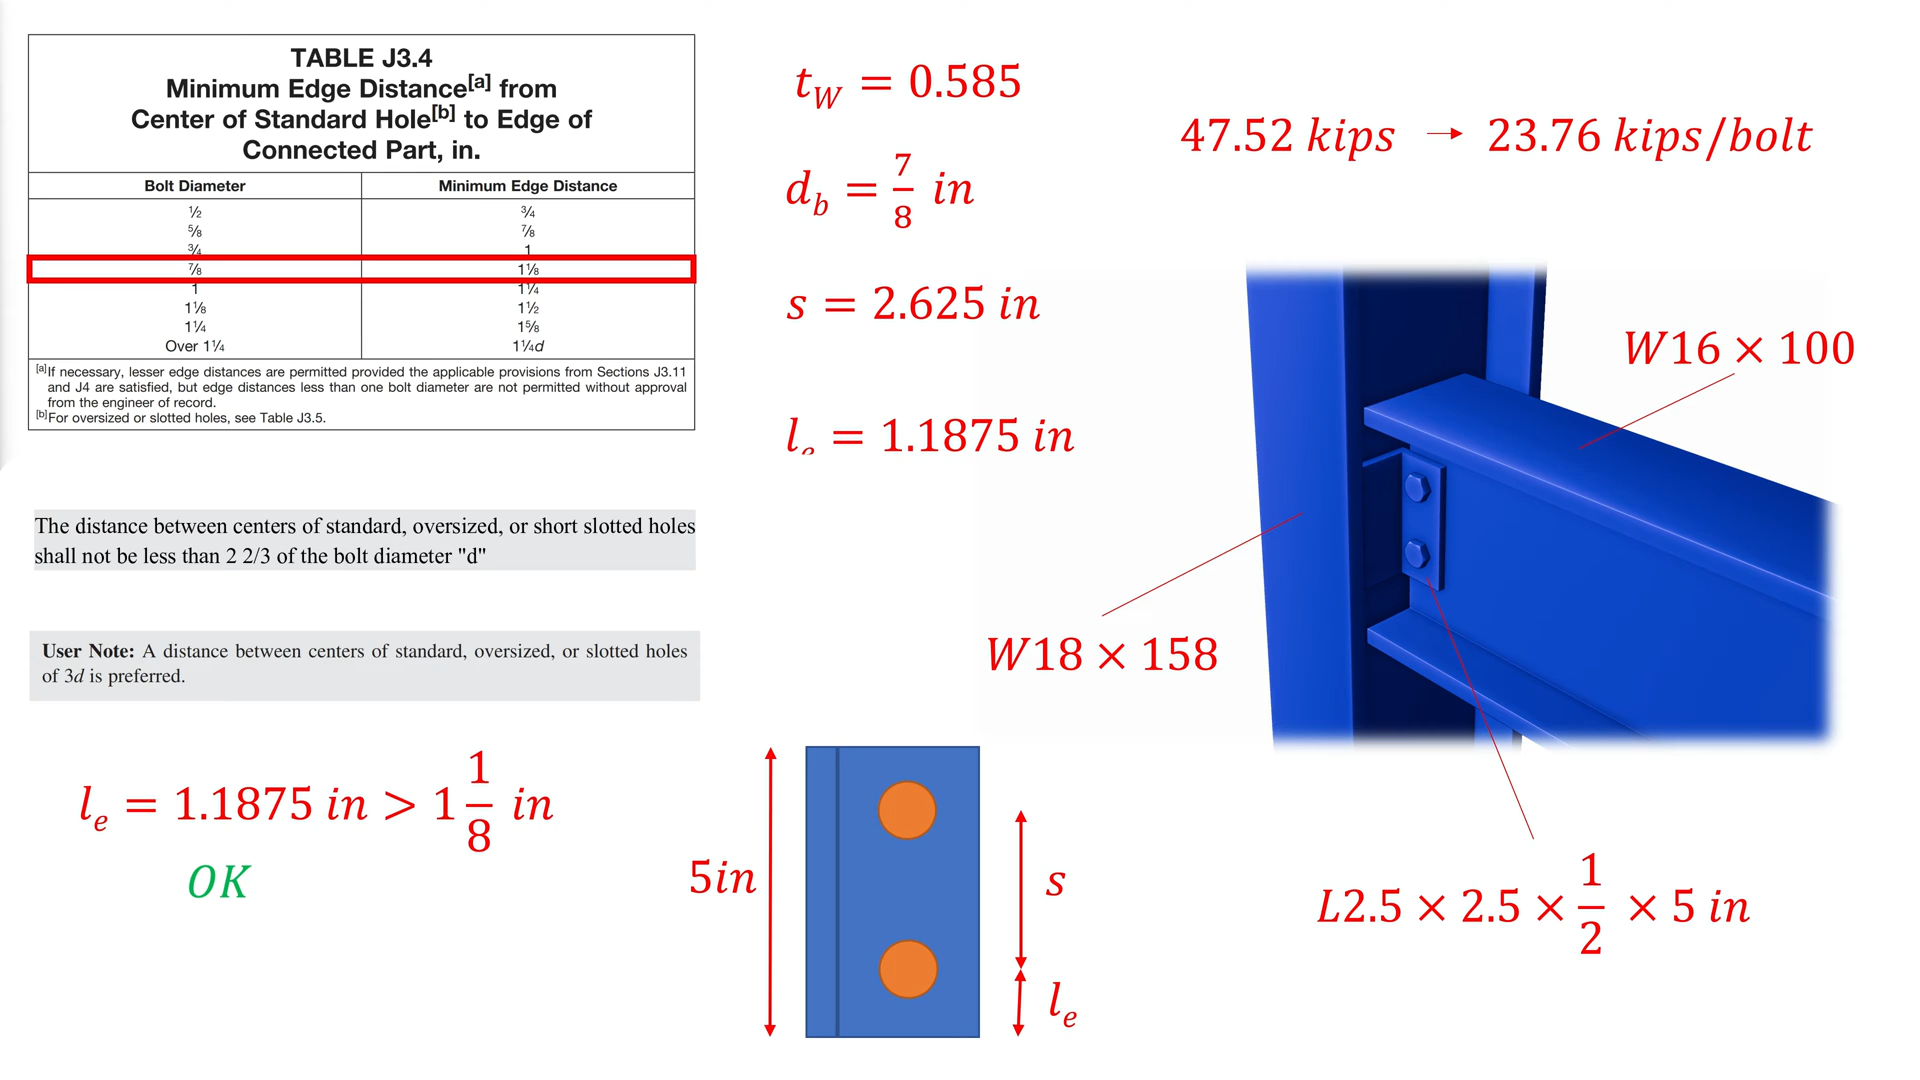 TABLE J3.4
Minimum Edge Distance[a] from
Center of Standard Hole[b] to Edge of
Connected Part, in.
Bolt Diameter Minimum Edge Distance
½ ¾
⅝ ⅞
¾ 1
⅞ 1⅛
1 1¼
1⅛ 1½
1¼ 1⅝
Over 1¼ 1¼d
[a]If necessary, lesser edge distances are permitted provided the applicable provisions from Sections J3.11
and J4 are satisfied, but edge distances less than one bolt diameter are not permitted without approval
from the engineer of record.
[b]For oversized or slotted holes, see Table J3.5.
The distance between centers of standard, oversized, or short slotted holes
shall not be less than 2 2/3 of the bolt diameter "d"
User Note: A distance between centers of standard, oversized, or slotted holes
of 3d is preferred.
l_e = 1.1875 in > 1 1/8 in
OK
t_W = 0.585
d_b = 7/8 in
s = 2.625 in
l_e = 1.1875 in
47.52 kips → 23.76 kips/bolt
W16 × 100
W18 × 158
L2.5 × 2.5 × 1/2 × 5 in
5in
s
l_e